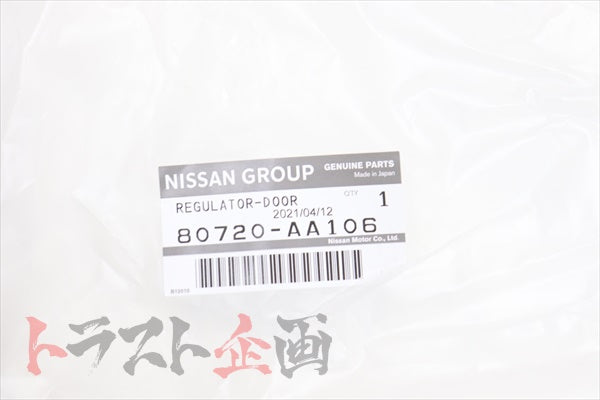 NISSAN GROUP GENUINE PARTS
Made in Japan
REGULATOR-DOOR QTY 1
2021/04/12
80720-AA106
Nissan Motor Co., Ltd.
トラスト企画